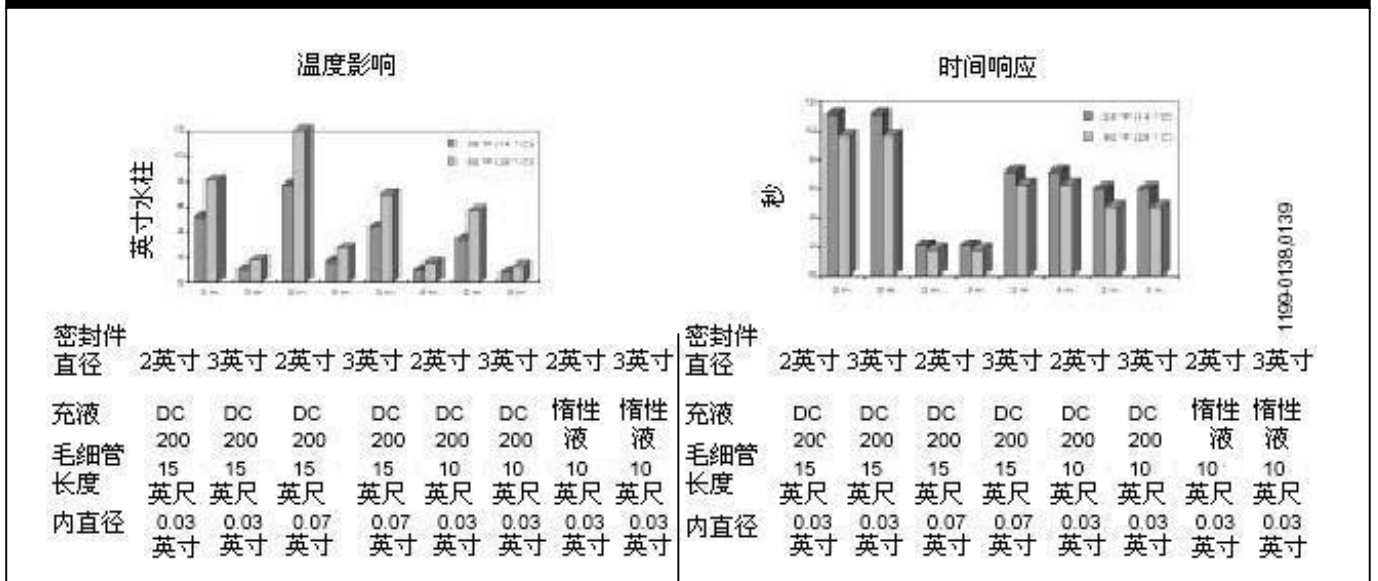 温度影响
英寸水柱
密封件
直径 2英寸 3英寸 2英寸 3英寸 2英寸 3英寸 2英寸 3英寸
充液 DC DC DC DC DC DC 惰性 惰性
200 200 200 200 200 200 液 液
毛细管
长度 15 15 15 15 10 10 10 10
英尺 英尺 英尺 英尺 英尺 英尺 英尺 英尺
内直径 0.03 0.03 0.07 0.07 0.03 0.03 0.03 0.03
英寸 英寸 英寸 英寸 英寸 英寸 英寸 英寸
时间响应
秒
1199-0138,0139
密封件
直径 2英寸 3英寸 2英寸 3英寸 2英寸 3英寸 2英寸 3英寸
充液 DC DC DC DC DC DC 惰性 惰性
200 200 200 200 200 200 液 液
毛细管
长度 15 15 15 15 10 10 10 10
英尺 英尺 英尺 英尺 英尺 英尺 英尺 英尺
内直径 0.03 0.03 0.07 0.07 0.03 0.03 0.03 0.03
英寸 英寸 英寸 英寸 英寸 英寸 英寸 英寸